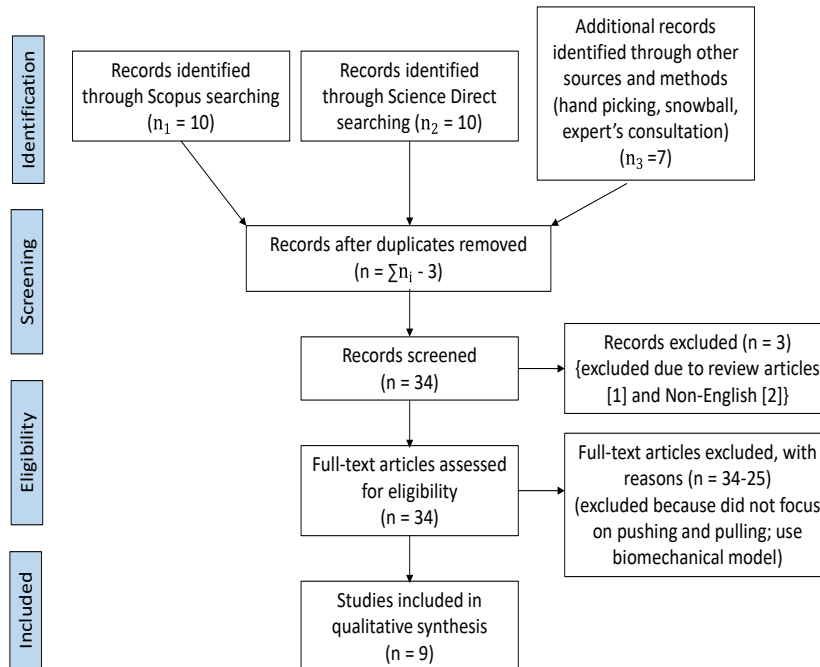 Identification
Records identified
through Scopus searching
(n₁ = 10)
Records identified
through Science Direct
searching (n₂ = 10)
Additional records
identified through other
sources and methods
(hand picking, snowball,
expert's consultation)
(n₃ =7)
Screening
Records after duplicates removed
(n = ∑nᵢ - 3)
Records screened
(n = 34)
Records excluded (n = 3)
{excluded due to review articles
[1] and Non-English [2]}
Eligibility
Full-text articles assessed
for eligibility
(n = 34)
Full-text articles excluded, with
reasons (n = 34-25)
(excluded because did not focus
on pushing and pulling; use
biomechanical model)
Included
Studies included in
qualitative synthesis
(n = 9)